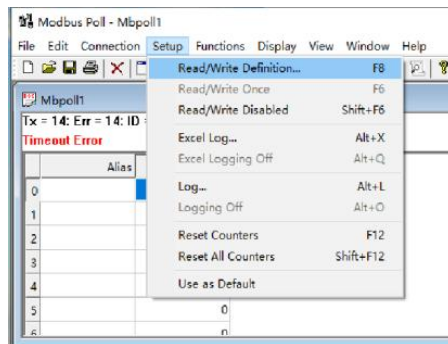 Modbus Poll - Mbpoll1
File Edit Connection Setup Functions Display View Window Help
Read/Write Definition... F8
Read/Write Once F6
Read/Write Disabled Shift+F6
Excel Log... Alt+X
Excel Logging Off Alt+Q
Log... Alt+L
Logging Off Alt+O
Reset Counters F12
Reset All Counters Shift+F12
Use as Default
Mbpoll1
Tx = 14: Err = 14: ID =
Timeout Error
Alias
0
1
2
3
4
5 0
6 0